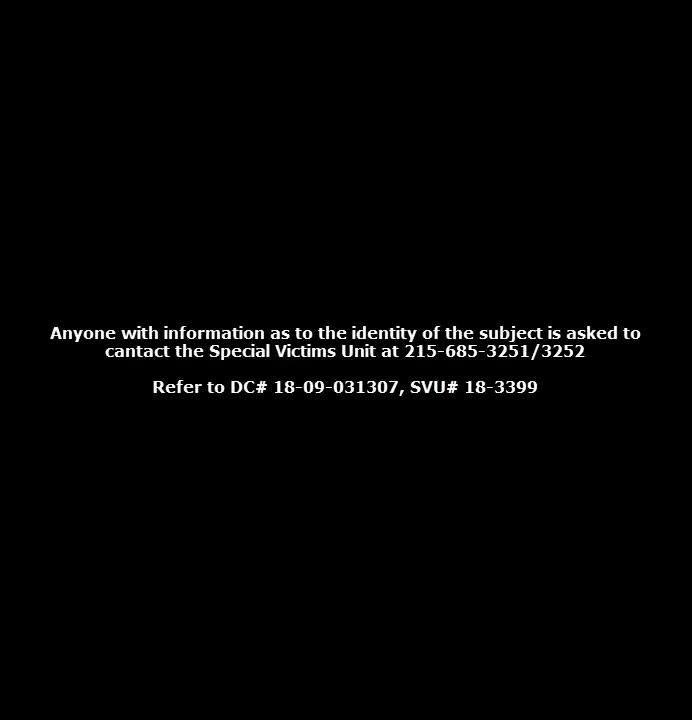 Anyone with information as to the identity of the subject is asked to
cantact the Special Victims Unit at 215-685-3251/3252
Refer to DC# 18-09-031307, SVU# 18-3399